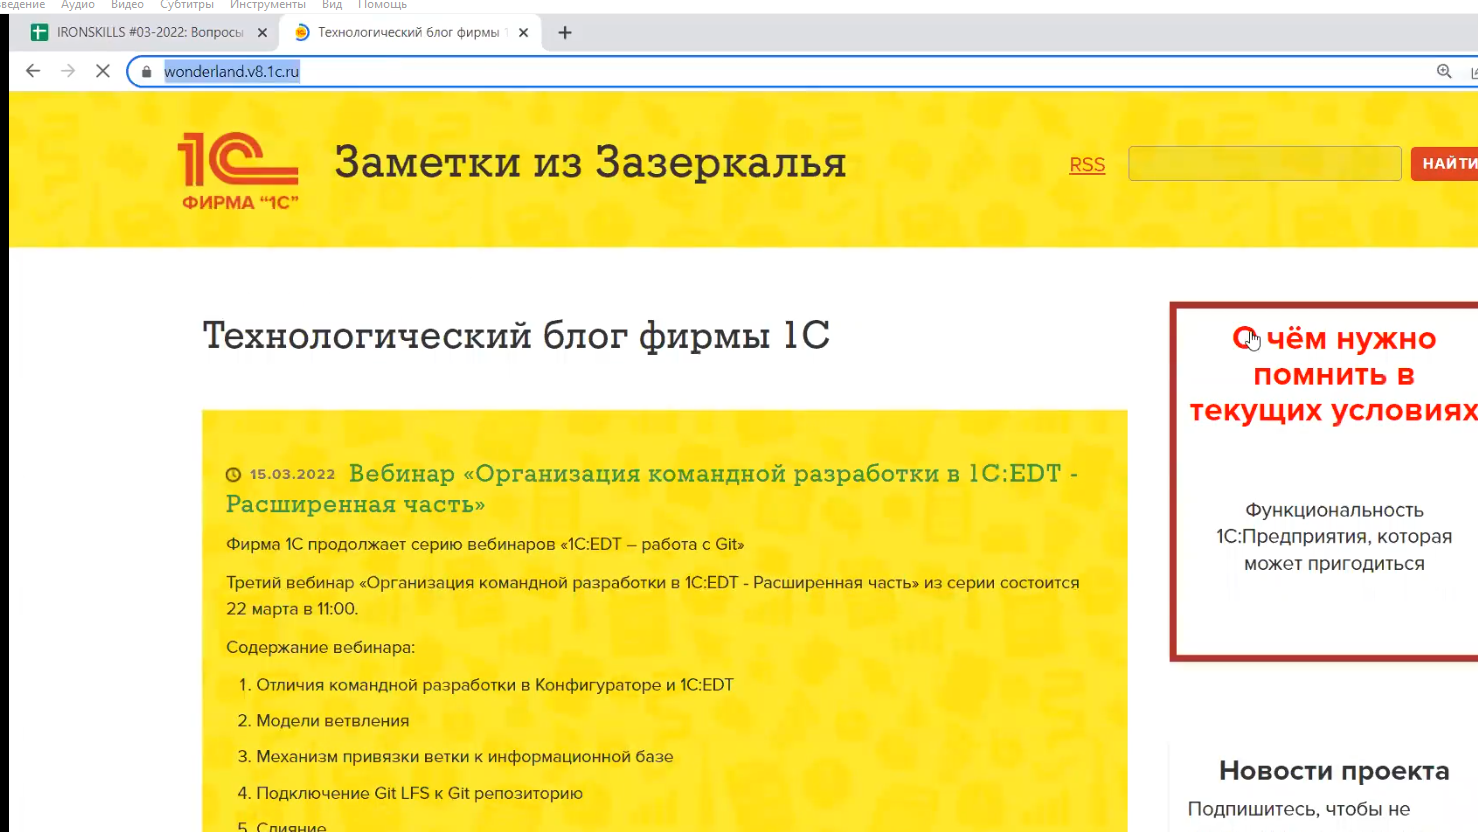 Аудио Видео Субтитры Инструменты Вид Помощь
IRONSKILLS #03-2022: Вопросы
Технологический блог фирмы
wonderland.v8.1c.ru
1С
ФИРМА "1С"
Заметки из Зазеркалья
RSS
НАЙТИ
Технологический блог фирмы 1С
15.03.2022 Вебинар «Организация командной разработки в 1C:EDT -
Расширенная часть»
Фирма 1С продолжает серию вебинаров «1C:EDT – работа с Git»
Третий вебинар «Организация командной разработки в 1C:EDT - Расширенная часть» из серии состоится
22 марта в 11:00.
Содержание вебинара:
1. Отличия командной разработки в Конфигураторе и 1C:EDT
2. Модели ветвления
3. Механизм привязки ветки к информационной базе
4. Подключение Git LFS к Git репозиторию
5. Слияние
О чём нужно
помнить в
текущих условиях
Функциональность
1С:Предприятия, которая
может пригодиться
Новости проекта
Подпишитесь, чтобы не